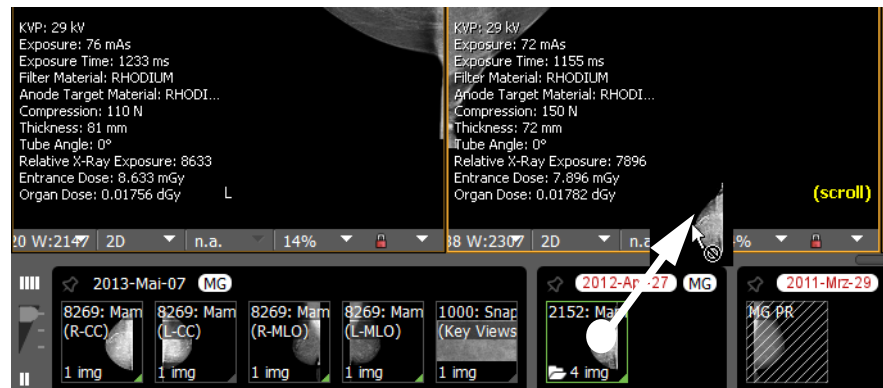 KVP: 29 kV
Exposure: 76 mAs
Exposure Time: 1233 ms
Filter Material: RHODIUM
Anode Target Material: RHODI...
Compression: 110 N
Thickness: 81 mm
Tube Angle: 0°
Relative X-Ray Exposure: 8633
Entrance Dose: 8.633 mGy
Organ Dose: 0.01756 dGy
L
KVP: 29 kV
Exposure: 72 mAs
Exposure Time: 1155 ms
Filter Material: RHODIUM
Anode Target Material: RHODI...
Compression: 150 N
Thickness: 72 mm
Tube Angle: 0°
Relative X-Ray Exposure: 7896
Entrance Dose: 7.896 mGy
Organ Dose: 0.01782 dGy
(scroll)
20 W:2147 2D n.a. 14%
38 W:2307 2D n.a. %
2013-Mai-07 MG
2012-Apr-27 MG
2011-Mrz-29
8269: Mam
(R-CC)
1 img
8269: Mam
(L-CC)
1 img
8269: Mam
(R-MLO)
1 img
8269: Mam
(L-MLO)
1 img
1000: Snap
(Key Views
1 img
2152: Mam
4 img
MG PR